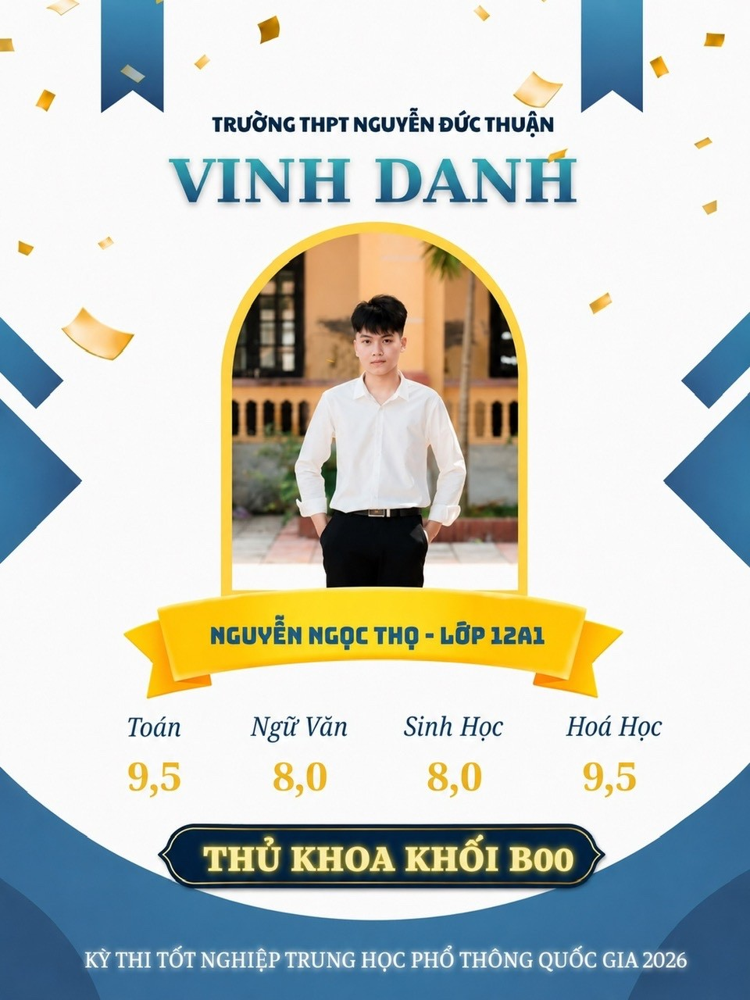 TRƯỜNG THPT NGUYỄN ĐỨC THUẬN
VINH DANH
NGUYỄN NGỌC THỌ - LỚP 12A1
Toán Ngữ Văn Sinh Học Hoá Học
9,5 8,0 8,0 9,5
THỦ KHOA KHỐI B00
KỲ THI TỐT NGHIỆP TRUNG HỌC PHỔ THÔNG QUỐC GIA 2026